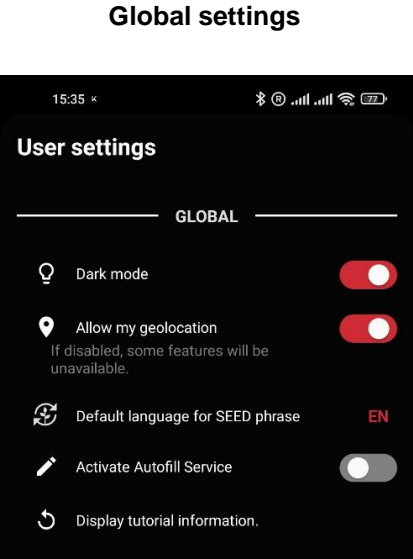 Global settings
15:35
77
User settings
GLOBAL
Dark mode
Allow my geolocation
If disabled, some features will be
unavailable.
Default language for SEED phrase EN
Activate Autofill Service
Display tutorial information.